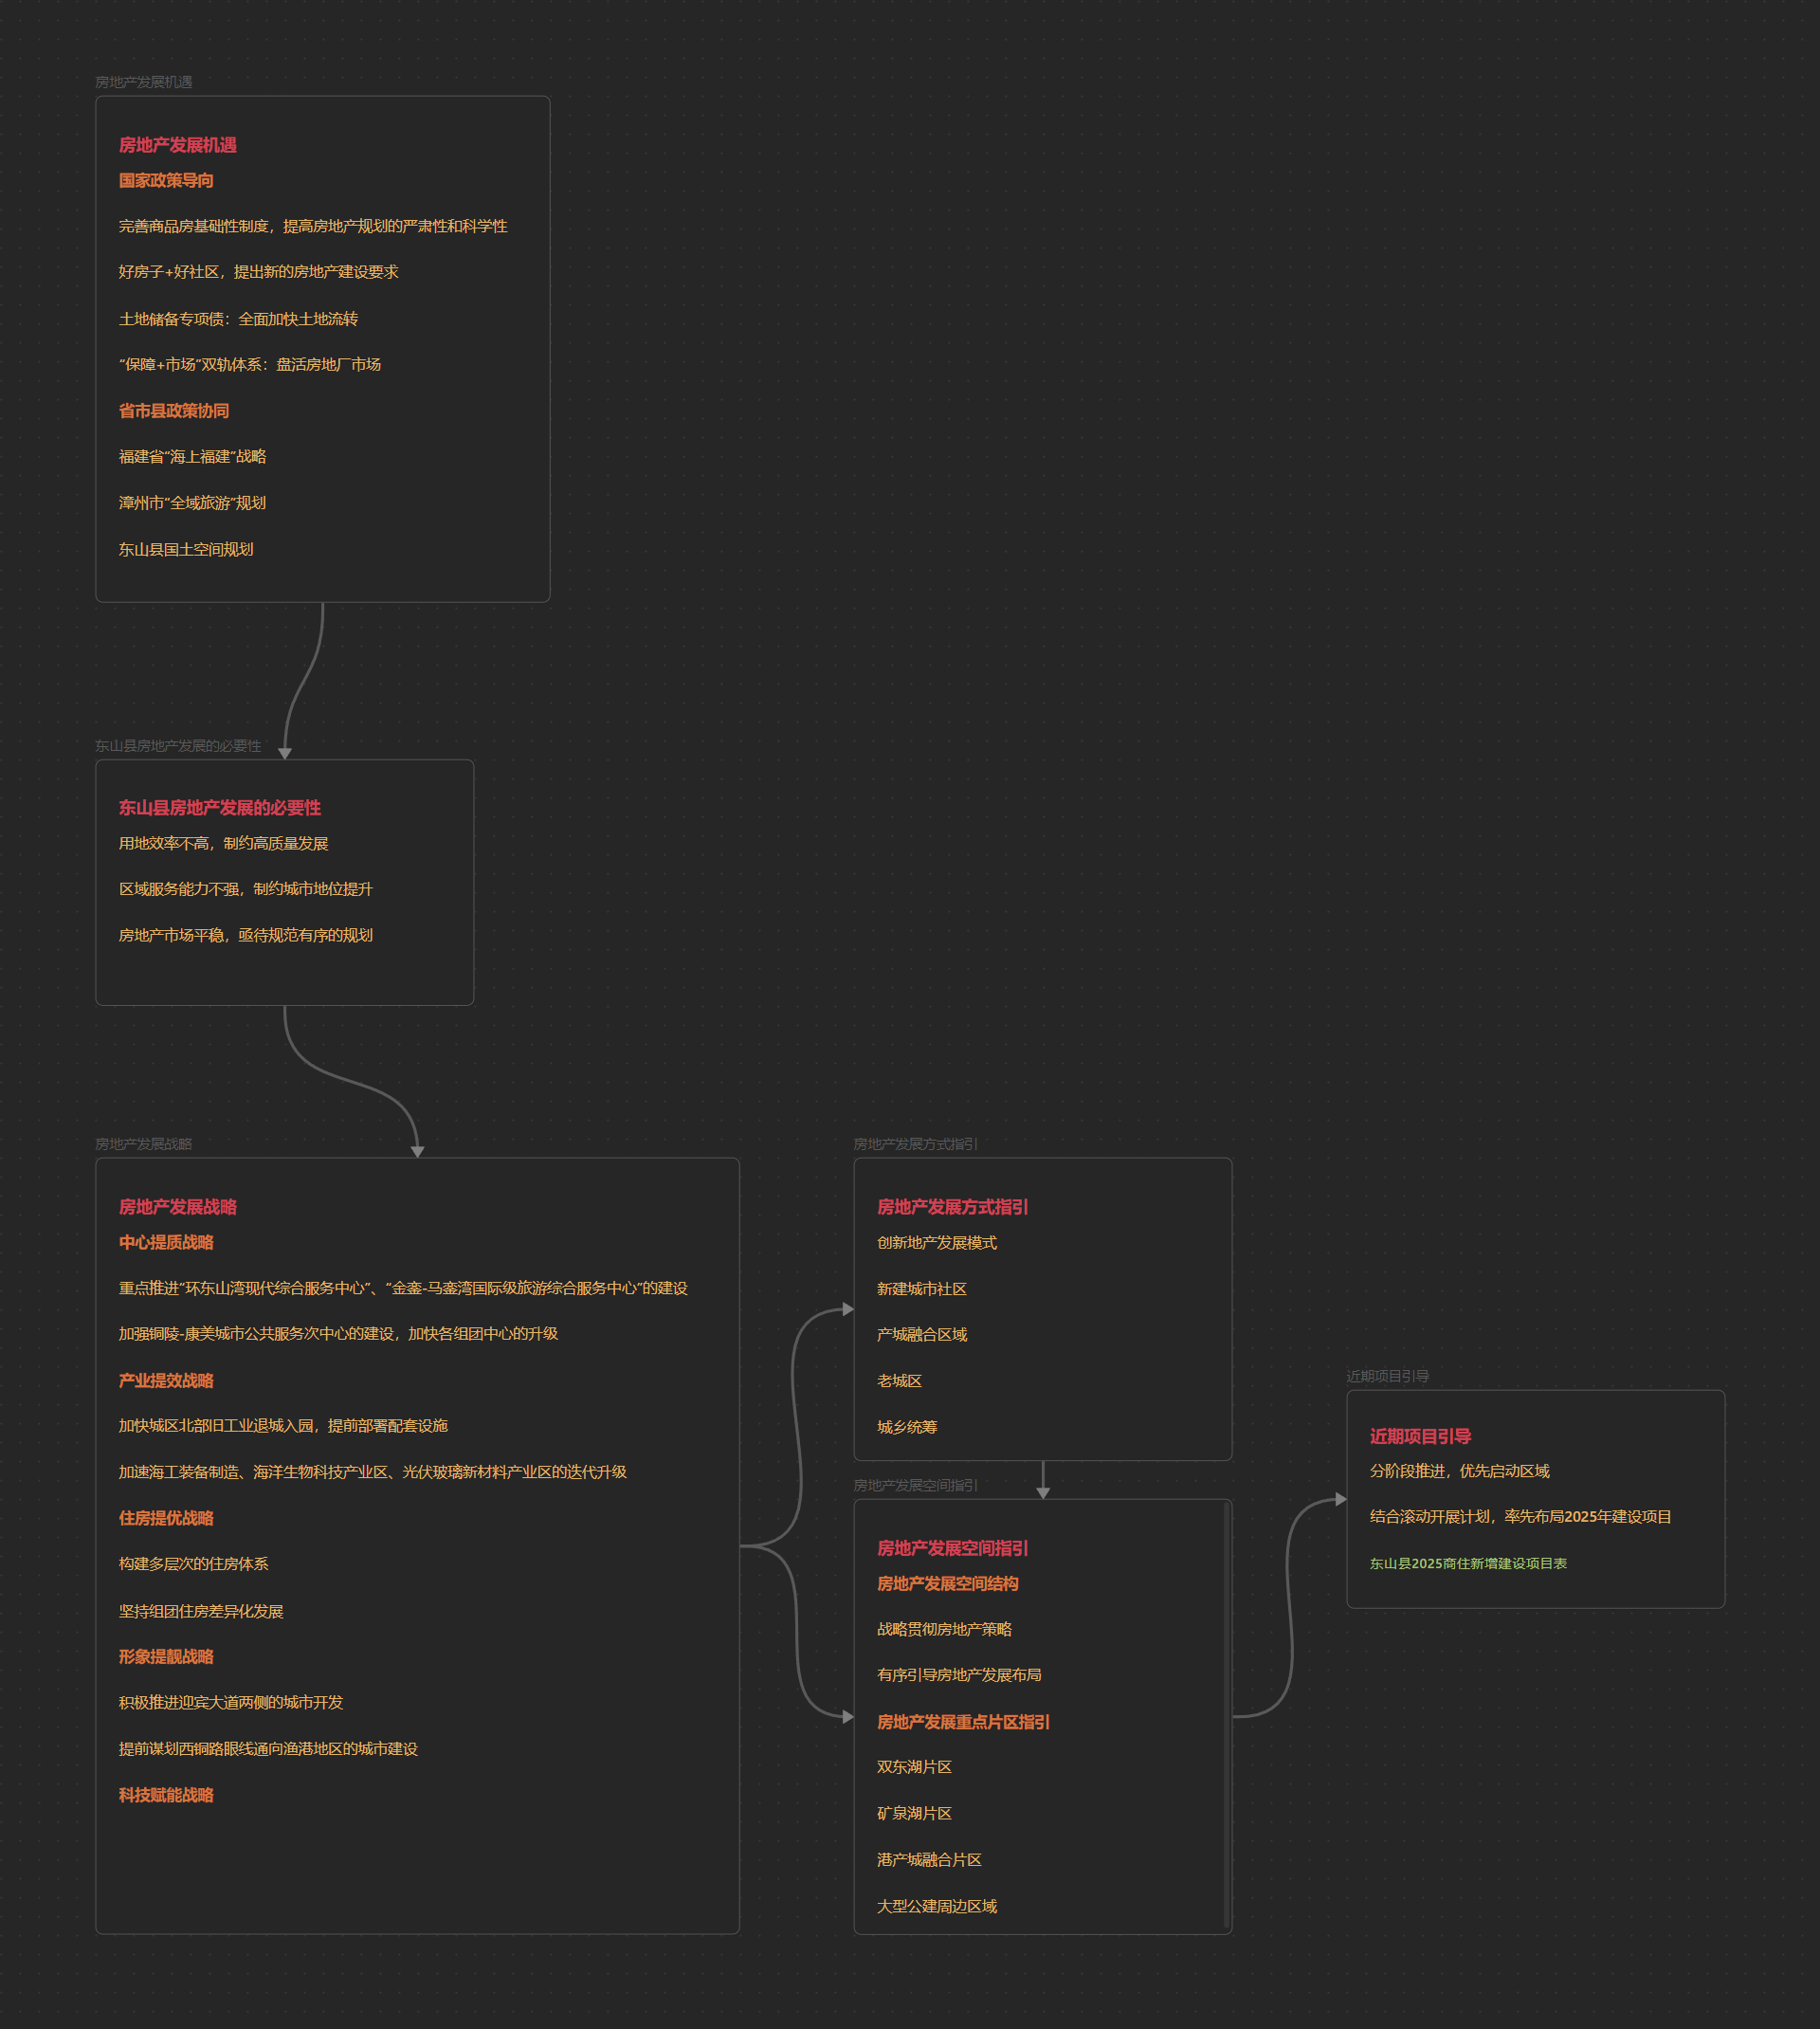 房地产发展机遇
房地产发展机遇
国家政策导向
完善商品房基础性制度，提高房地产规划的严肃性和科学性
好房子+好社区，提出新的房地产建设要求
土地储备专项债：全面加快土地流转
“保障+市场”双轨体系：盘活房地厂市场
省市县政策协同
福建省“海上福建”战略
漳州市“全域旅游”规划
东山县国土空间规划
东山县房地产发展的必要性
东山县房地产发展的必要性
用地效率不高，制约高质量发展
区域服务能力不强，制约城市地位提升
房地产市场平稳，亟待规范有序的规划
房地产发展战略
房地产发展战略
中心提质战略
重点推进“环东山湾现代综合服务中心”、“金銮-马銮湾国际级旅游综合服务中心”的建设
加强铜陵-康美城市公共服务次中心的建设，加快各组团中心的升级
产业提效战略
加快城区北部旧工业退城入园，提前部署配套设施
加速海工装备制造、海洋生物科技产业区、光伏玻璃新材料产业区的迭代升级
住房提优战略
构建多层次的住房体系
坚持组团住房差异化发展
形象提靓战略
积极推进迎宾大道两侧的城市开发
提前谋划西铜路眼线通向渔港地区的城市建设
科技赋能战略
房地产发展方式指引
房地产发展方式指引
创新地产发展模式
新建城市社区
产城融合区域
老城区
城乡统筹
房地产发展空间指引
房地产发展空间指引
房地产发展空间结构
战略贯彻房地产策略
有序引导房地产发展布局
房地产发展重点片区指引
双东湖片区
矿泉湖片区
港产城融合片区
大型公建周边区域
近期项目引导
近期项目引导
分阶段推进，优先启动区域
结合滚动开展计划，率先布局2025年建设项目
东山县2025商住新增建设项目表